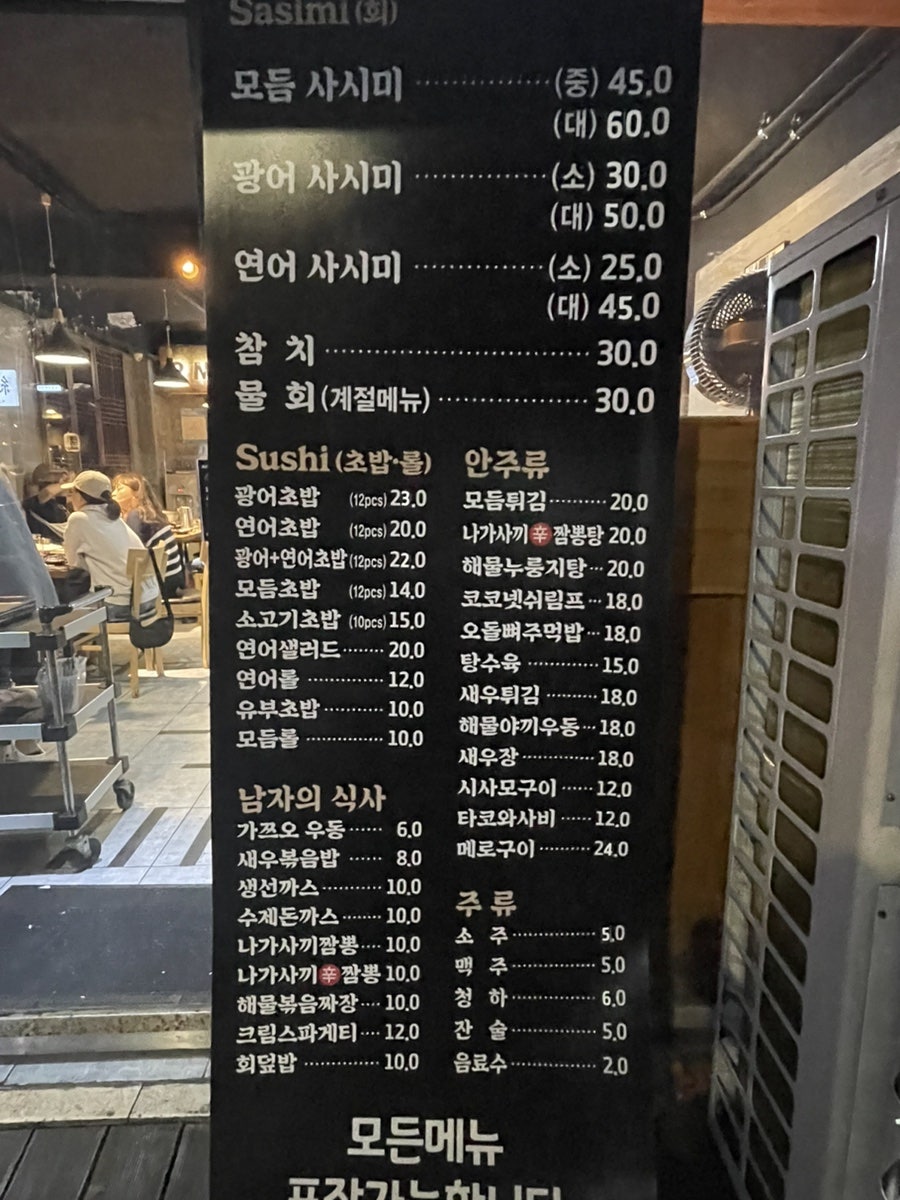 Sasimi (회)
모듬 사시미 (중) 45.0
(대) 60.0
광어 사시미 (소) 30.0
(대) 50.0
연어 사시미 (소) 25.0
(대) 45.0
참 치 30.0
물 회 (계절메뉴) 30.0
Sushi (초밥·롤)
광어초밥 (12pcs) 23.0
연어초밥 (12pcs) 20.0
광어+연어초밥 (12pcs) 22.0
모듬초밥 (12pcs) 14.0
소고기초밥 (10pcs) 15.0
연어샐러드 20.0
연어롤 12.0
유부초밥 10.0
모듬롤 10.0
남자의 식사
가쯔오 우동 6.0
새우볶음밥 8.0
생선까스 10.0
수제돈까스 10.0
나가사끼짬뽕 10.0
나가사끼辛짬뽕 10.0
해물볶음짜장 10.0
크림스파게티 12.0
회덮밥 10.0
안주류
모듬튀김 20.0
나가사끼辛짬뽕탕 20.0
해물누룽지탕 20.0
코코넛쉬림프 18.0
오돌뼈주먹밥 18.0
탕수육 15.0
새우튀김 18.0
해물야끼우동 18.0
새우장 18.0
시사모구이 12.0
타코와사비 12.0
메로구이 24.0
주 류
소 주 5.0
맥 주 5.0
청 하 6.0
잔 술 5.0
음료수 2.0
모든메뉴
포장가능합니다